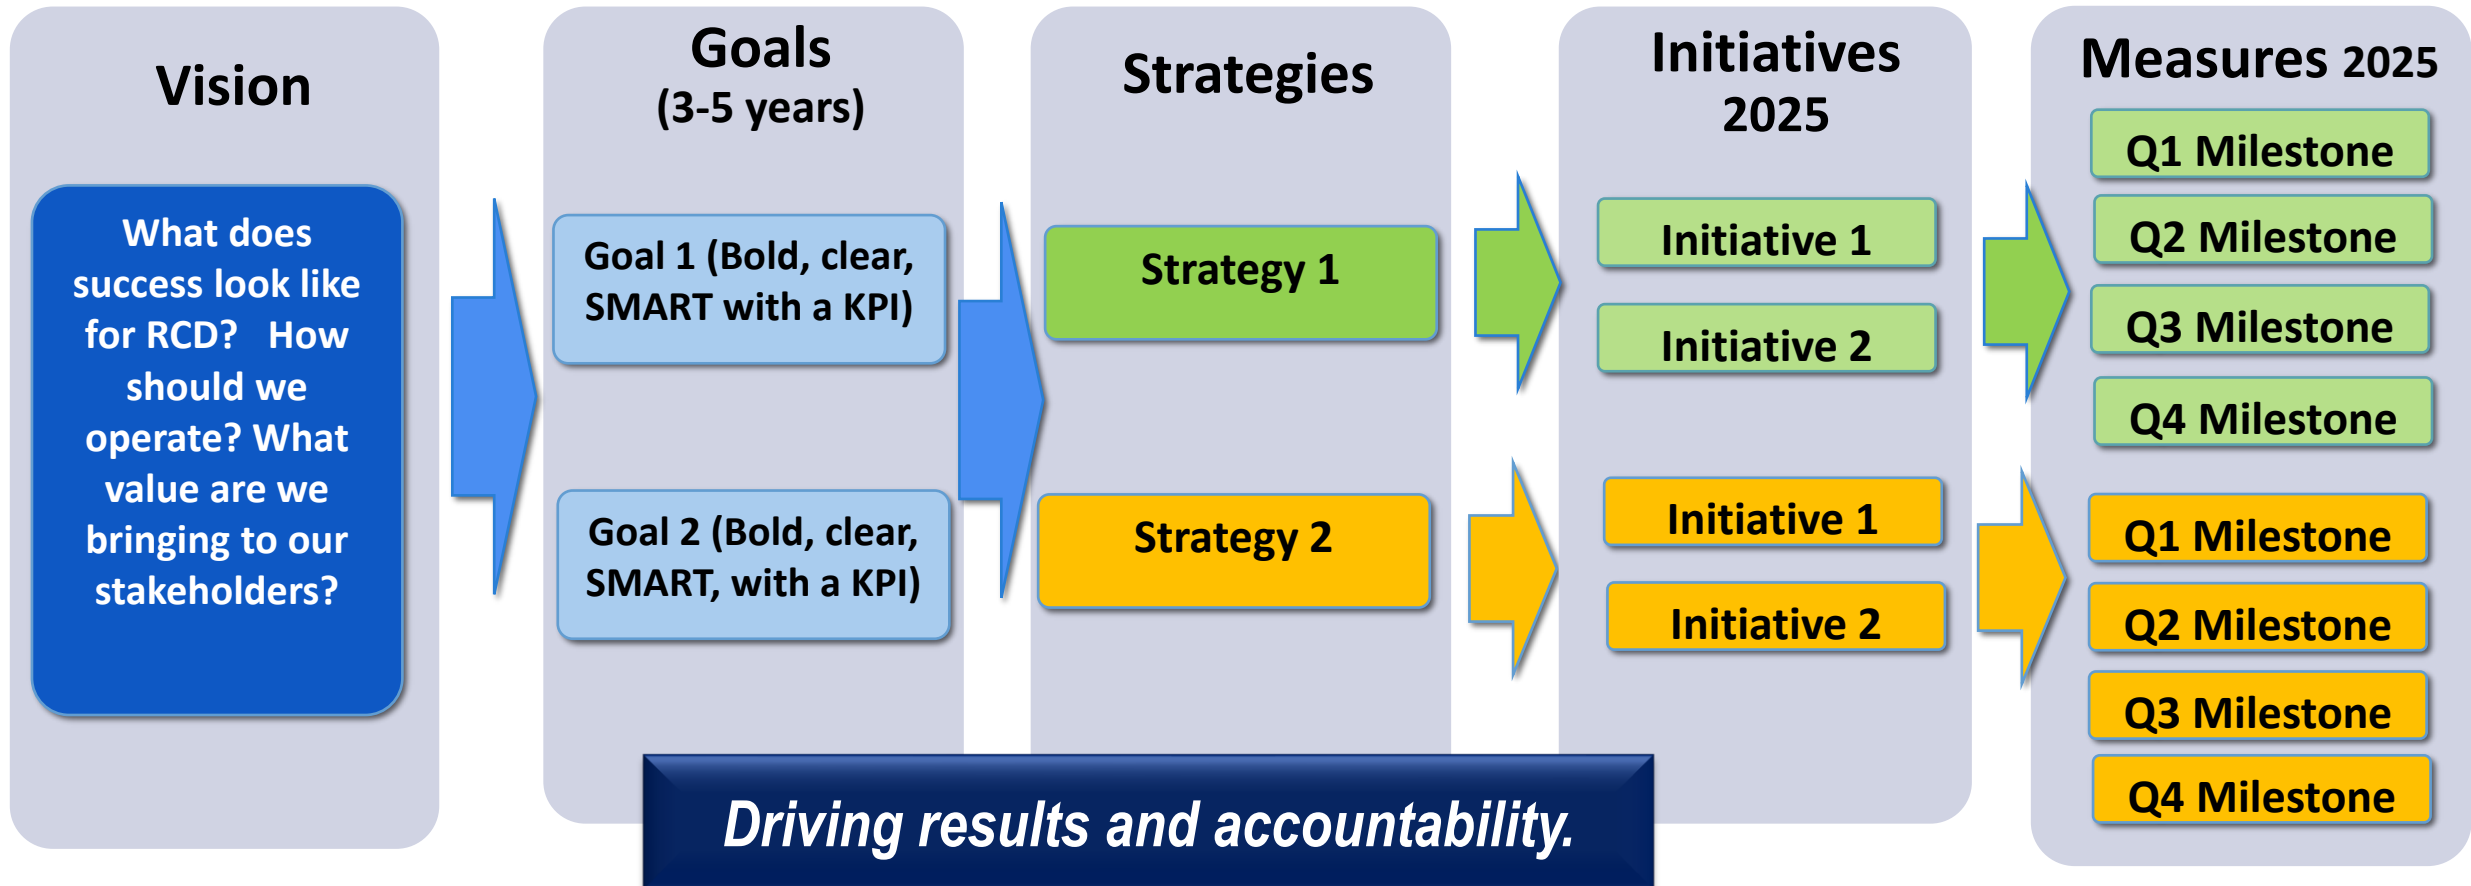 Vision
What does
success look like
for RCD?   How
should we
operate? What
value are we
bringing to our
stakeholders?
Goals
(3-5 years)
Goal 1 (Bold, clear,
SMART with a KPI)
Goal 2 (Bold, clear,
SMART, with a KPI)
Strategies
Strategy 1
Strategy 2
Initiatives
2025
Initiative 1
Initiative 2
Initiative 1
Initiative 2
Measures 2025
Q1 Milestone
Q2 Milestone
Q3 Milestone
Q4 Milestone
Q1 Milestone
Q2 Milestone
Q3 Milestone
Q4 Milestone
Driving results and accountability.